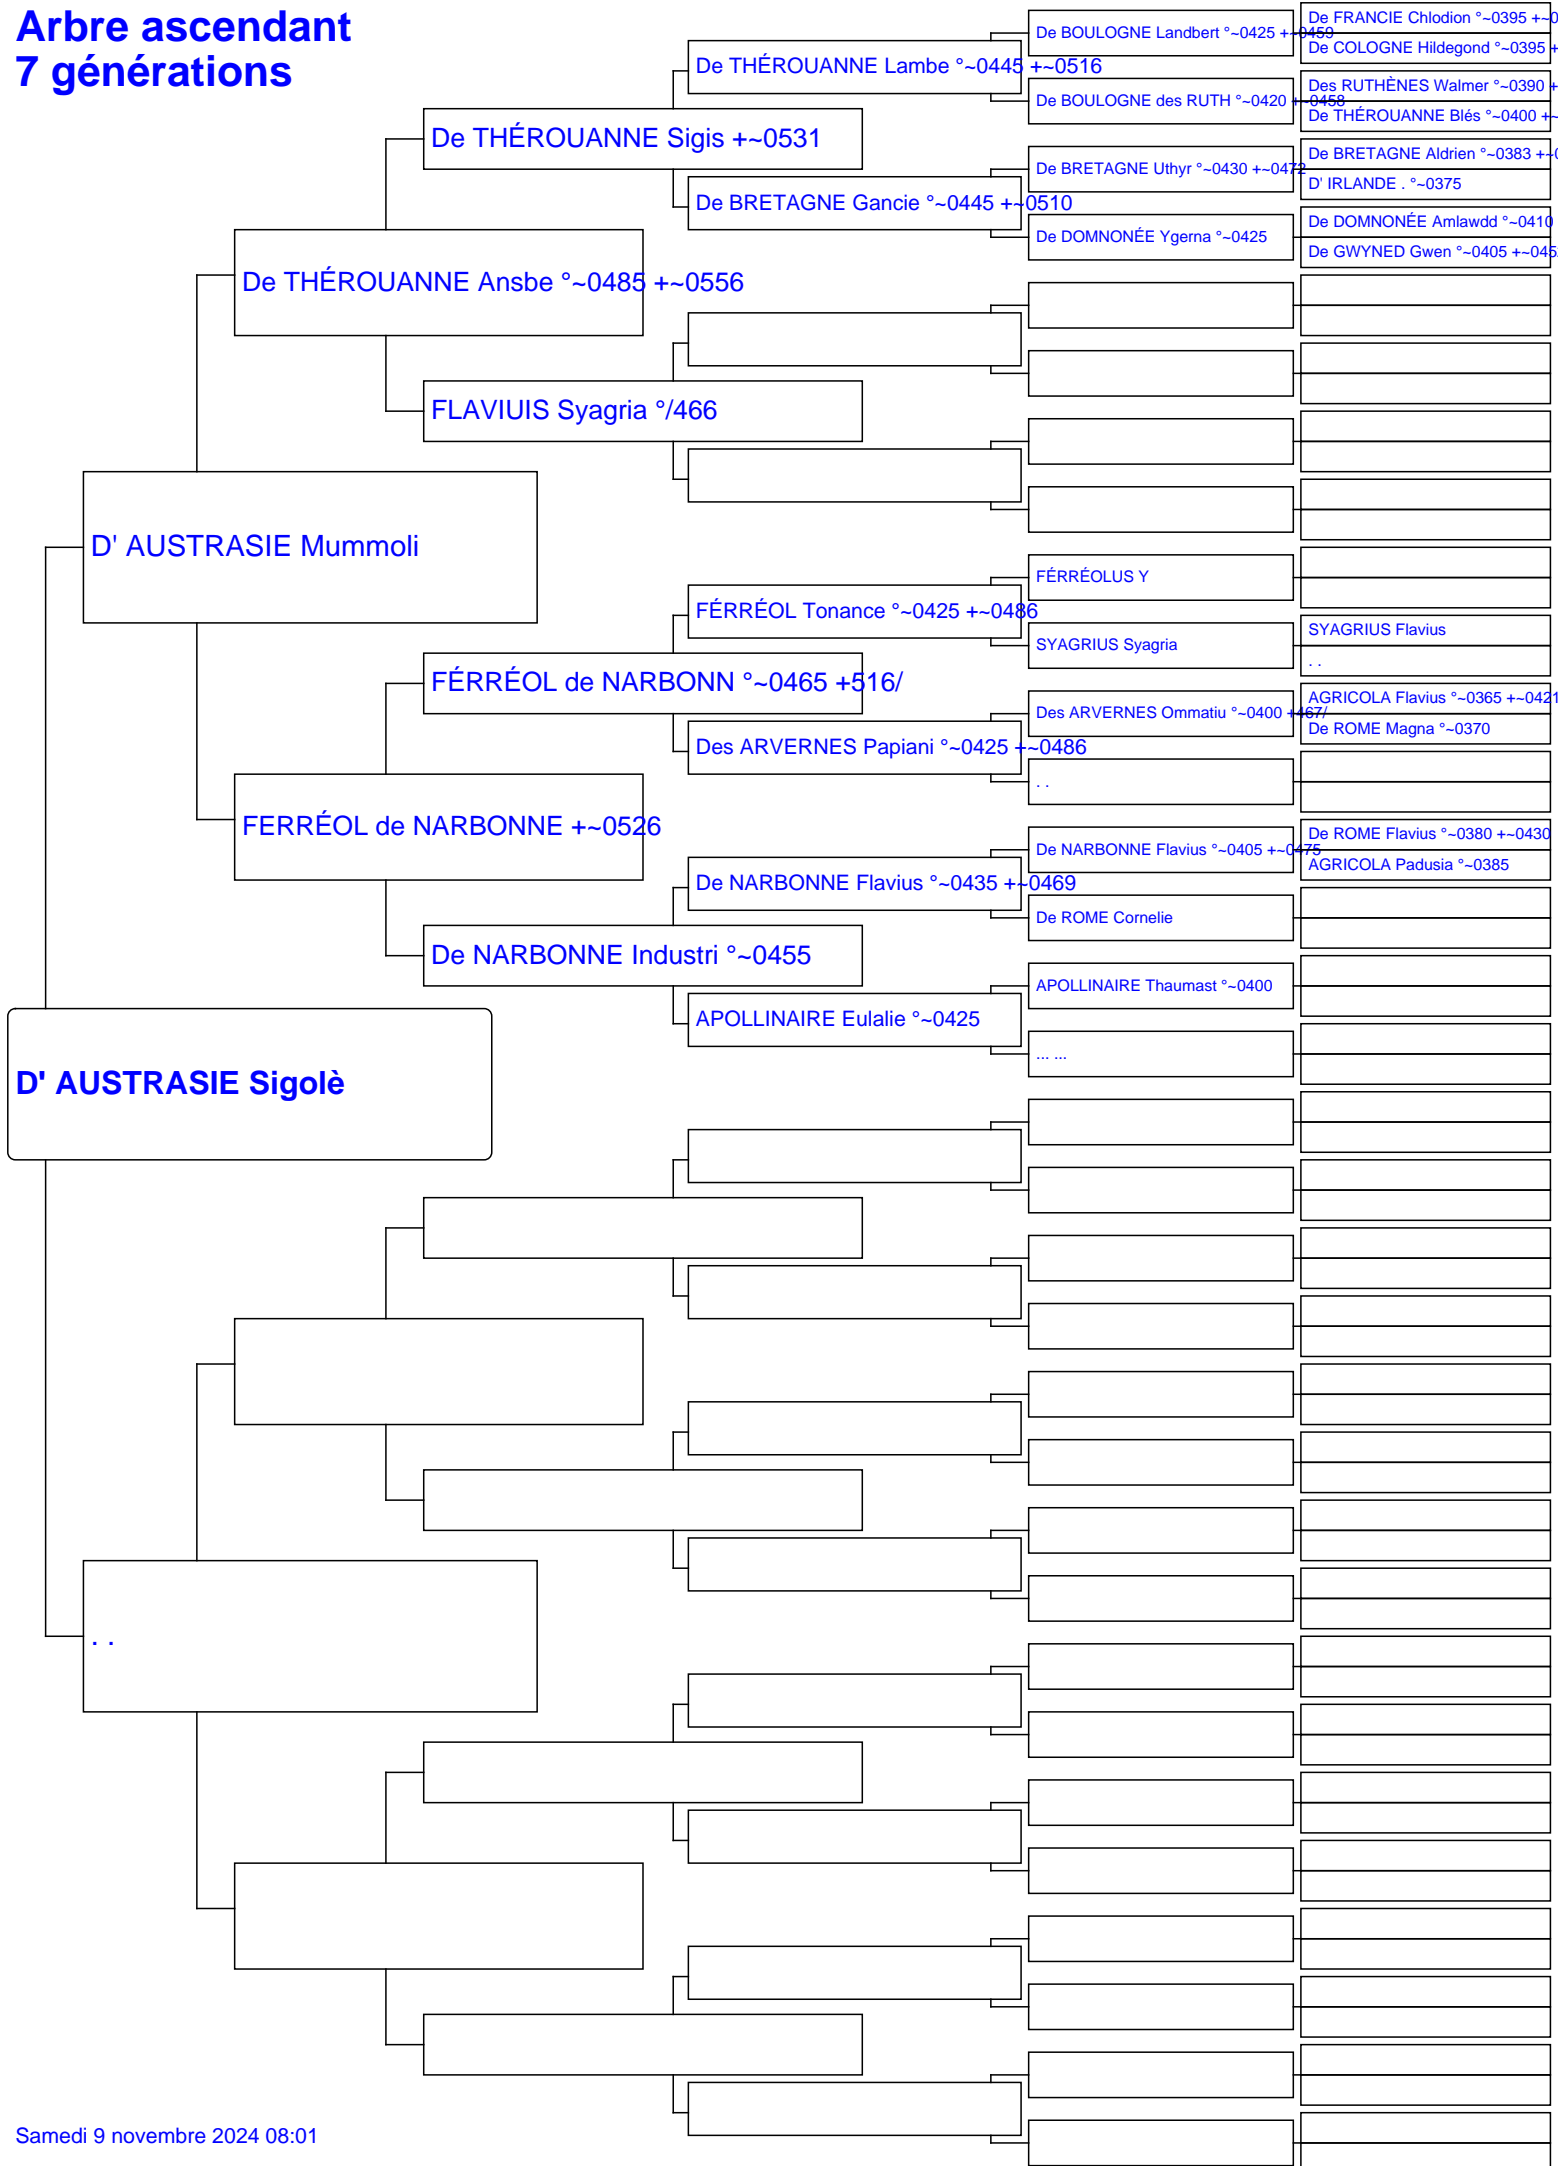 Arbre ascendant
7 générations
De FRANCIE Chlodion °~0395 +~0
De BOULOGNE Landbert °~0425 +~0459
De COLOGNE Hildegond °~0395 +
De THÉROUANNE Lambe °~0445 +~0516
Des RUTHÈNES Walmer °~0390 +
De BOULOGNE des RUTH °~0420 +~0458
De THÉROUANNE Blés °~0400 +~
De THÉROUANNE Sigis +~0531
De BRETAGNE Aldrien °~0383 +~0
De BRETAGNE Uthyr °~0430 +~0472
D' IRLANDE . °~0375
De BRETAGNE Gancie °~0445 +~0510
De DOMNONÉE Amlawdd °~0410
De DOMNONÉE Ygerna °~0425
De GWYNED Gwen °~0405 +~045
De THÉROUANNE Ansbe °~0485 +~0556
FLAVIUIS Syagria °/466
D' AUSTRASIE Mummoli
FÉRRÉOLUS Y
FÉRRÉOL Tonance °~0425 +~0486
SYAGRIUS Flavius
SYAGRIUS Syagria
. .
FÉRRÉOL de NARBONN °~0465 +516/
AGRICOLA Flavius °~0365 +~0421
Des ARVERNES Ommatiu °~0400 +467/
De ROME Magna °~0370
Des ARVERNES Papiani °~0425 +~0486
. .
FERRÉOL de NARBONNE +~0526
De ROME Flavius °~0380 +~0430
De NARBONNE Flavius °~0405 +~0475
AGRICOLA Padusia °~0385
De NARBONNE Flavius °~0435 +~0469
De ROME Cornelie
De NARBONNE Industri °~0455
APOLLINAIRE Thaumast °~0400
APOLLINAIRE Eulalie °~0425
... ...
D' AUSTRASIE Sigolè
. .
Samedi 9 novembre 2024 08:01